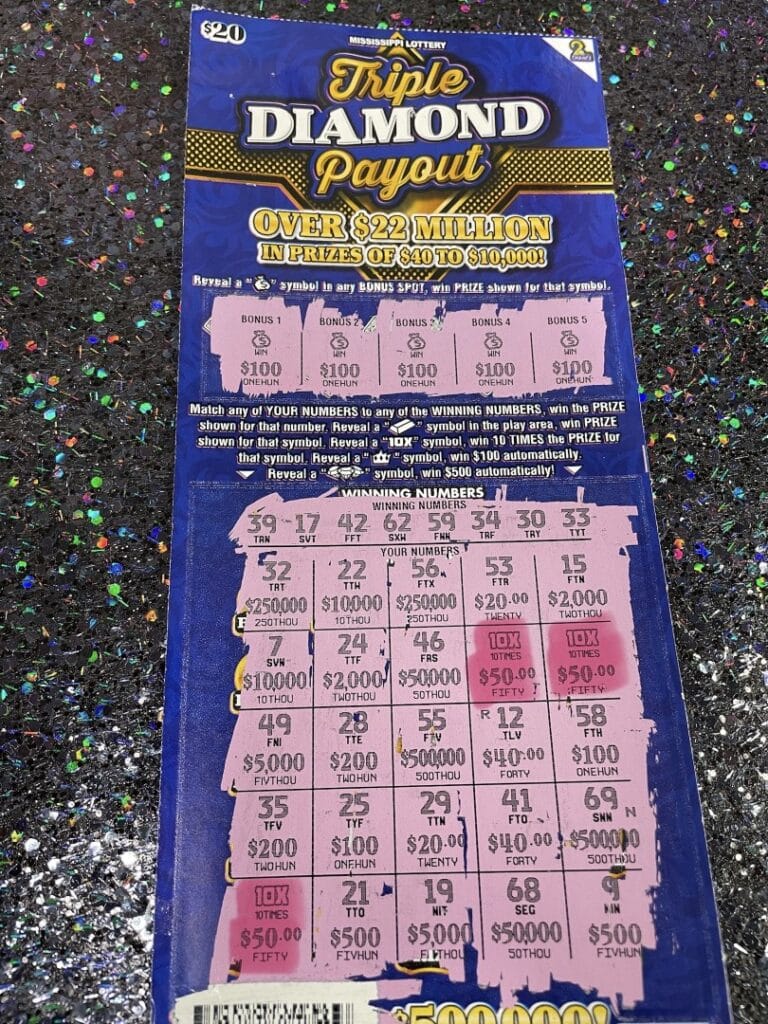 $20
MISSISSIPPI LOTTERY
2
Triple
DIAMOND
Payout
OVER $22 MILLION
IN PRIZES OF $40 TO $10,000!
Reveal a " " symbol in any BONUS SPOT, win PRIZE shown for that symbol.
BONUS 1 BONUS 2 BONUS 3 BONUS 4 BONUS 5
WIN WIN WIN WIN WIN
$100 $100 $100 $100 $100
ONEHUN ONEHUN ONEHUN ONEHUN ONEHUN
Match any of YOUR NUMBERS to any of the WINNING NUMBERS, win the PRIZE
shown for that number. Reveal a " " symbol in the play area, win PRIZE
shown for that symbol. Reveal a "10X" symbol, win 10 TIMES the PRIZE for
that symbol. Reveal a " " symbol, win $100 automatically.
Reveal a " " symbol, win $500 automatically!
WINNING NUMBERS
WINNING NUMBERS
39 17 42 62 59 34 30 33
TRN SVT FFT SXW FNN TRF TRY TYT
YOUR NUMBERS
32 22 56 53 15
TRT TTW FTX FTR FTN
$250,000 $10,000 $250,000 $20.00 $2,000
250THOU 10THOU 250THOU TWENTY TWOTHOU
7 24 46 10X 10X
SVN TTF FRS 10TIMES 10TIMES
$10,000 $2,000 $50,000 $50.00 $50.00
10THOU TWOTHOU 50THOU FIFTY FIFTY
49 28 55 R 12 58
FNI TTE FTV TLV FTH
$5,000 $200 $500,000 $40.00 $100
FIVTHOU TWOHUN 500THOU FORTY ONEHUN
35 25 29 41 69 N
TFV TYF TTN FTO SNN
$200 $100 $20.00 $40.00 $500,000
TWOHUN ONEHUN TWENTY FORTY 500THOU
10X 21 19 68 9
10TIMES TTO NIT SEG NIN
$50.00 $500 $5,000 $50,000 $500
FIFTY FIVHUN FIVTHOU 50THOU FIVHUN
$500,000!